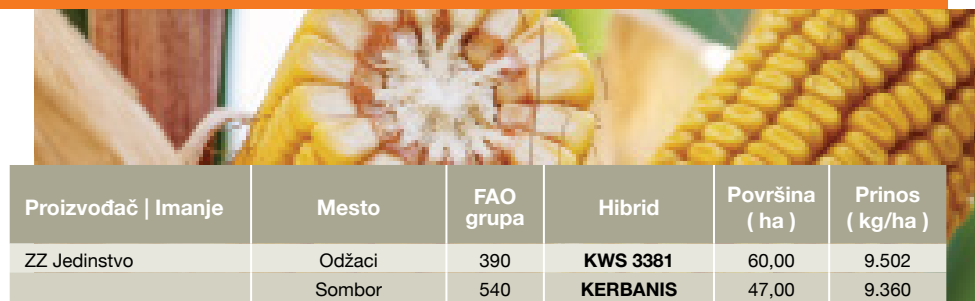 Proizvođač | Imanje Mesto FAO grupa Hibrid Površina ( ha ) Prinos ( kg/ha )
ZZ Jedinstvo Odžaci 390 KWS 3381 60,00 9.502
Sombor 540 KERBANIS 47,00 9.360